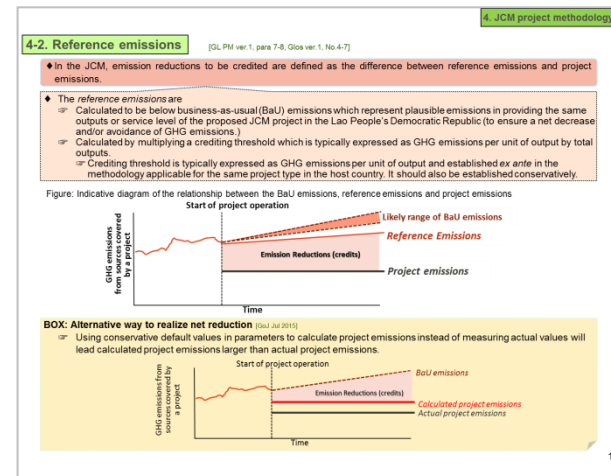 4. JCM project methodology
4-2. Reference emissions
[GL PM ver.1, para 7-8, Glos ver.1, No.4-7]
◆In the JCM, emission reductions to be credited are defined as the difference between reference emissions and project
emissions.
◆ The reference emissions are
☞ Calculated to be below business-as-usual (BaU) emissions which represent plausible emissions in providing the same
outputs or service level of the proposed JCM project in the Lao People's Democratic Republic (to ensure a net decrease
and/or avoidance of GHG emissions.)
☞ Calculated by multiplying a crediting threshold which is typically expressed as GHG emissions per unit of output by total
outputs.
☞ Crediting threshold is typically expressed as GHG emissions per unit of output and established ex ante in the
methodology applicable for the same project type in the host country. It should also be established conservatively.
Figure: Indicative diagram of the relationship between the BaU emissions, reference emissions and project emissions
Start of project operation
GHG emissions
from sources covered
by a project
Likely range of BaU emissions
Reference Emissions
Emission Reductions (credits)
Project emissions
Time
BOX: Alternative way to realize net reduction [GoJ Jul 2015]
☞ Using conservative default values in parameters to calculate project emissions instead of measuring actual values will
lead calculated project emissions larger than actual project emissions.
Start of project operation
GHG emissions from
sources covered by
a project
BaU emissions
Emission Reductions (credits)
Calculated project emissions
Actual project emissions
Time